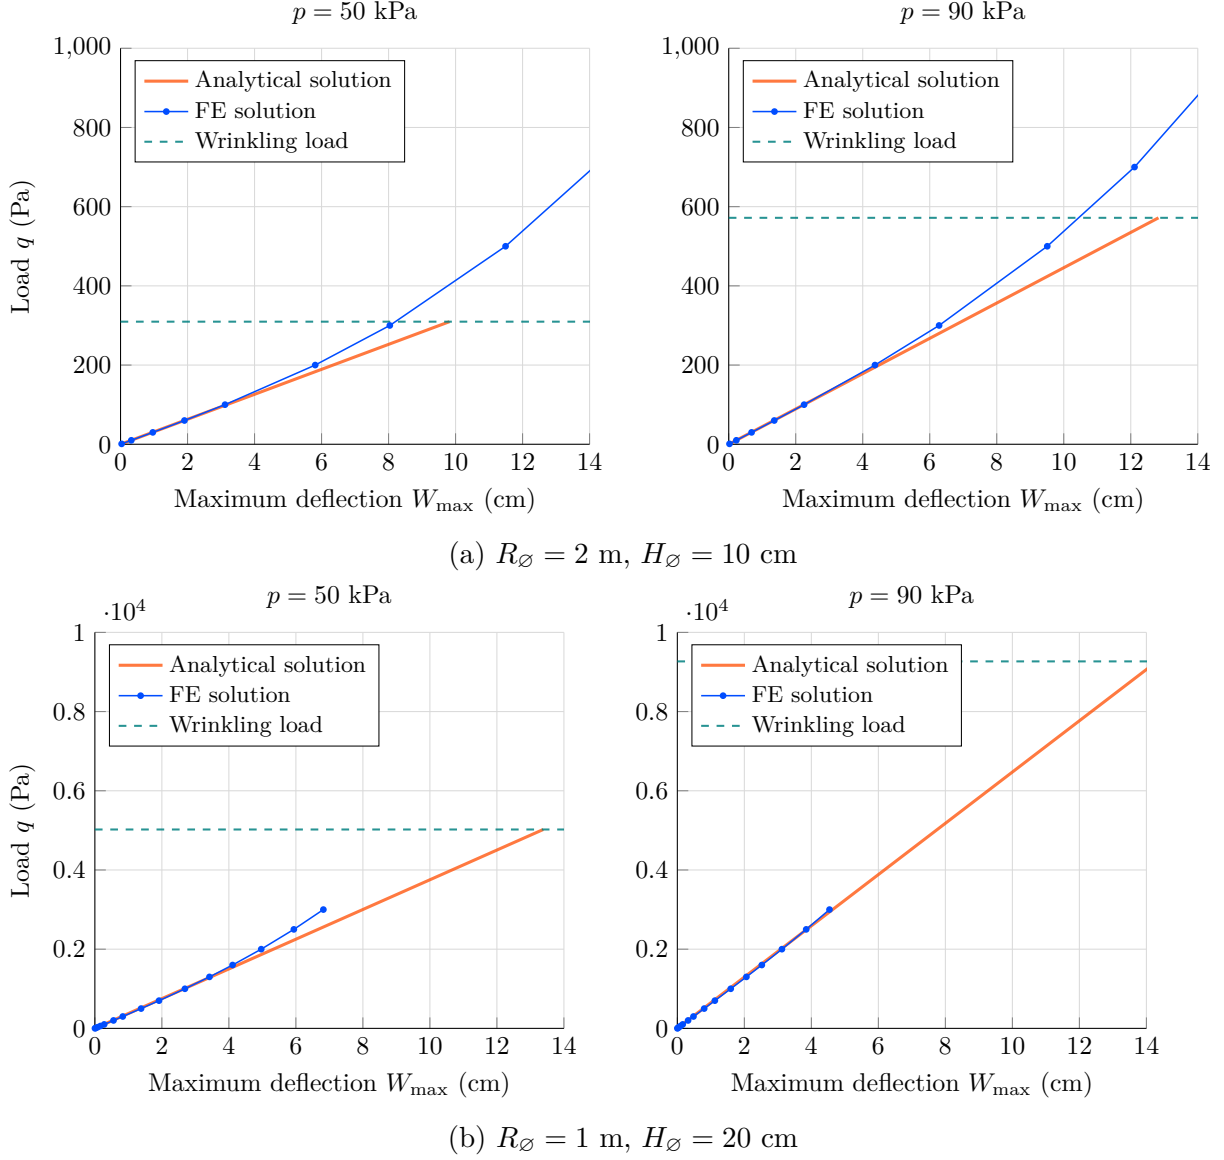 p = 50 kPa
1,000
800
600
400
200
0
Load q (Pa)
Analytical solution
FE solution
Wrinkling load
0 2 4 6 8 10 12 14
Maximum deflection W_max (cm)
p = 90 kPa
1,000
800
600
400
200
0
Analytical solution
FE solution
Wrinkling load
0 2 4 6 8 10 12 14
Maximum deflection W_max (cm)
(a) R_∅ = 2 m, H_∅ = 10 cm
·10⁴
p = 50 kPa
1
0.8
0.6
0.4
0.2
0
Load q (Pa)
Analytical solution
FE solution
Wrinkling load
0 2 4 6 8 10 12 14
Maximum deflection W_max (cm)
·10⁴
p = 90 kPa
1
0.8
0.6
0.4
0.2
0
Analytical solution
FE solution
Wrinkling load
0 2 4 6 8 10 12 14
Maximum deflection W_max (cm)
(b) R_∅ = 1 m, H_∅ = 20 cm